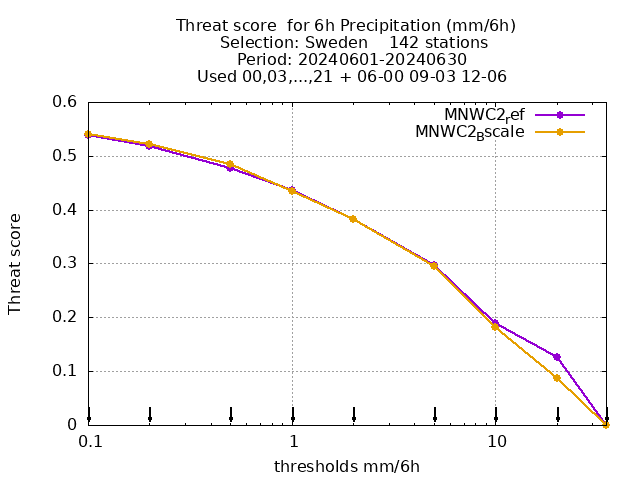 Threat score  for 6h Precipitation (mm/6h)
Selection: Sweden    142 stations
Period: 20240601-20240630
Used 00,03,...,21 + 06-00 09-03 12-06
MNWC2ref
MNWC2Bscale
0.6
0.5
0.4
0.3
0.2
0.1
0
Threat score
0.1 1 10
thresholds mm/6h